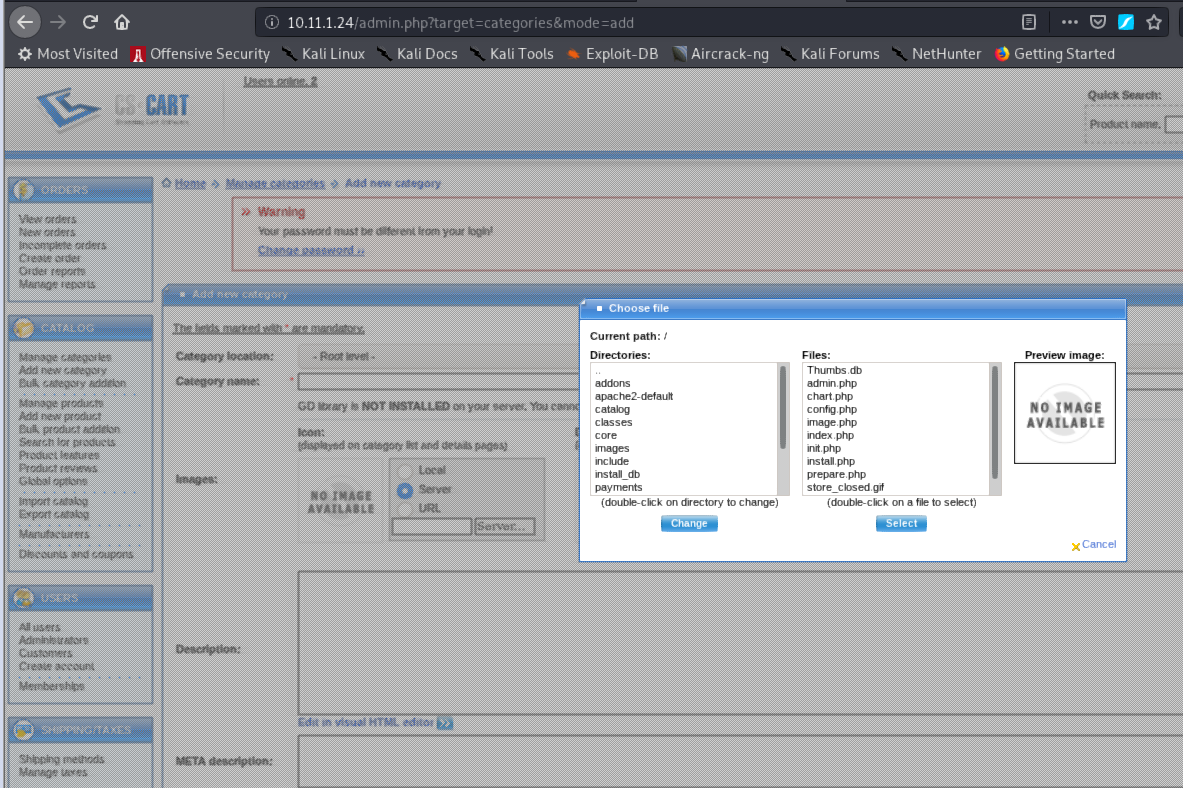 10.11.1.24/admin.php?target=categories&mode=add
Most Visited Offensive Security Kali Linux Kali Docs Kali Tools Exploit-DB Aircrack-ng Kali Forums NetHunter Getting Started
Users online, 2
CS-CART
Shopping Cart Software
Quick Search:
Product name,
ORDERS
View orders
New orders
Incomplete orders
Create order
Order reports
Manage reports
CATALOG
Manage categories
Add new category
Bulk category addition
Manage products
Add new product
Bulk product addition
Search for products
Product features
Product reviews
Global options
Import catalog
Export catalog
Manufacturers
Discounts and coupons
USERS
All users
Administrators
Customers
Create account
Memberships
SHIPPING/TAXES
Shipping methods
Manage taxes
Home Manage categories Add new category
» Warning
Your password must be different from your login!
Change password ››
Add new category
The fields marked with * are mandatory.
Category location: - Root level -
Category name: *
GD library is NOT INSTALLED on your server. You cannot
Icon:
(displayed on category list and details pages)
Images:
NO IMAGE
AVAILABLE
Local
Server
URL
Server...
Description:
Edit in visual HTML editor
META description:
Choose file
Current path: /
Directories:
..
addons
apache2-default
catalog
classes
core
images
include
install_db
payments
(double-click on directory to change)
Change
Files:
Thumbs.db
admin.php
chart.php
config.php
image.php
index.php
init.php
install.php
prepare.php
store_closed.gif
(double-click on a file to select)
Select
Preview image:
NO IMAGE
AVAILABLE
Cancel